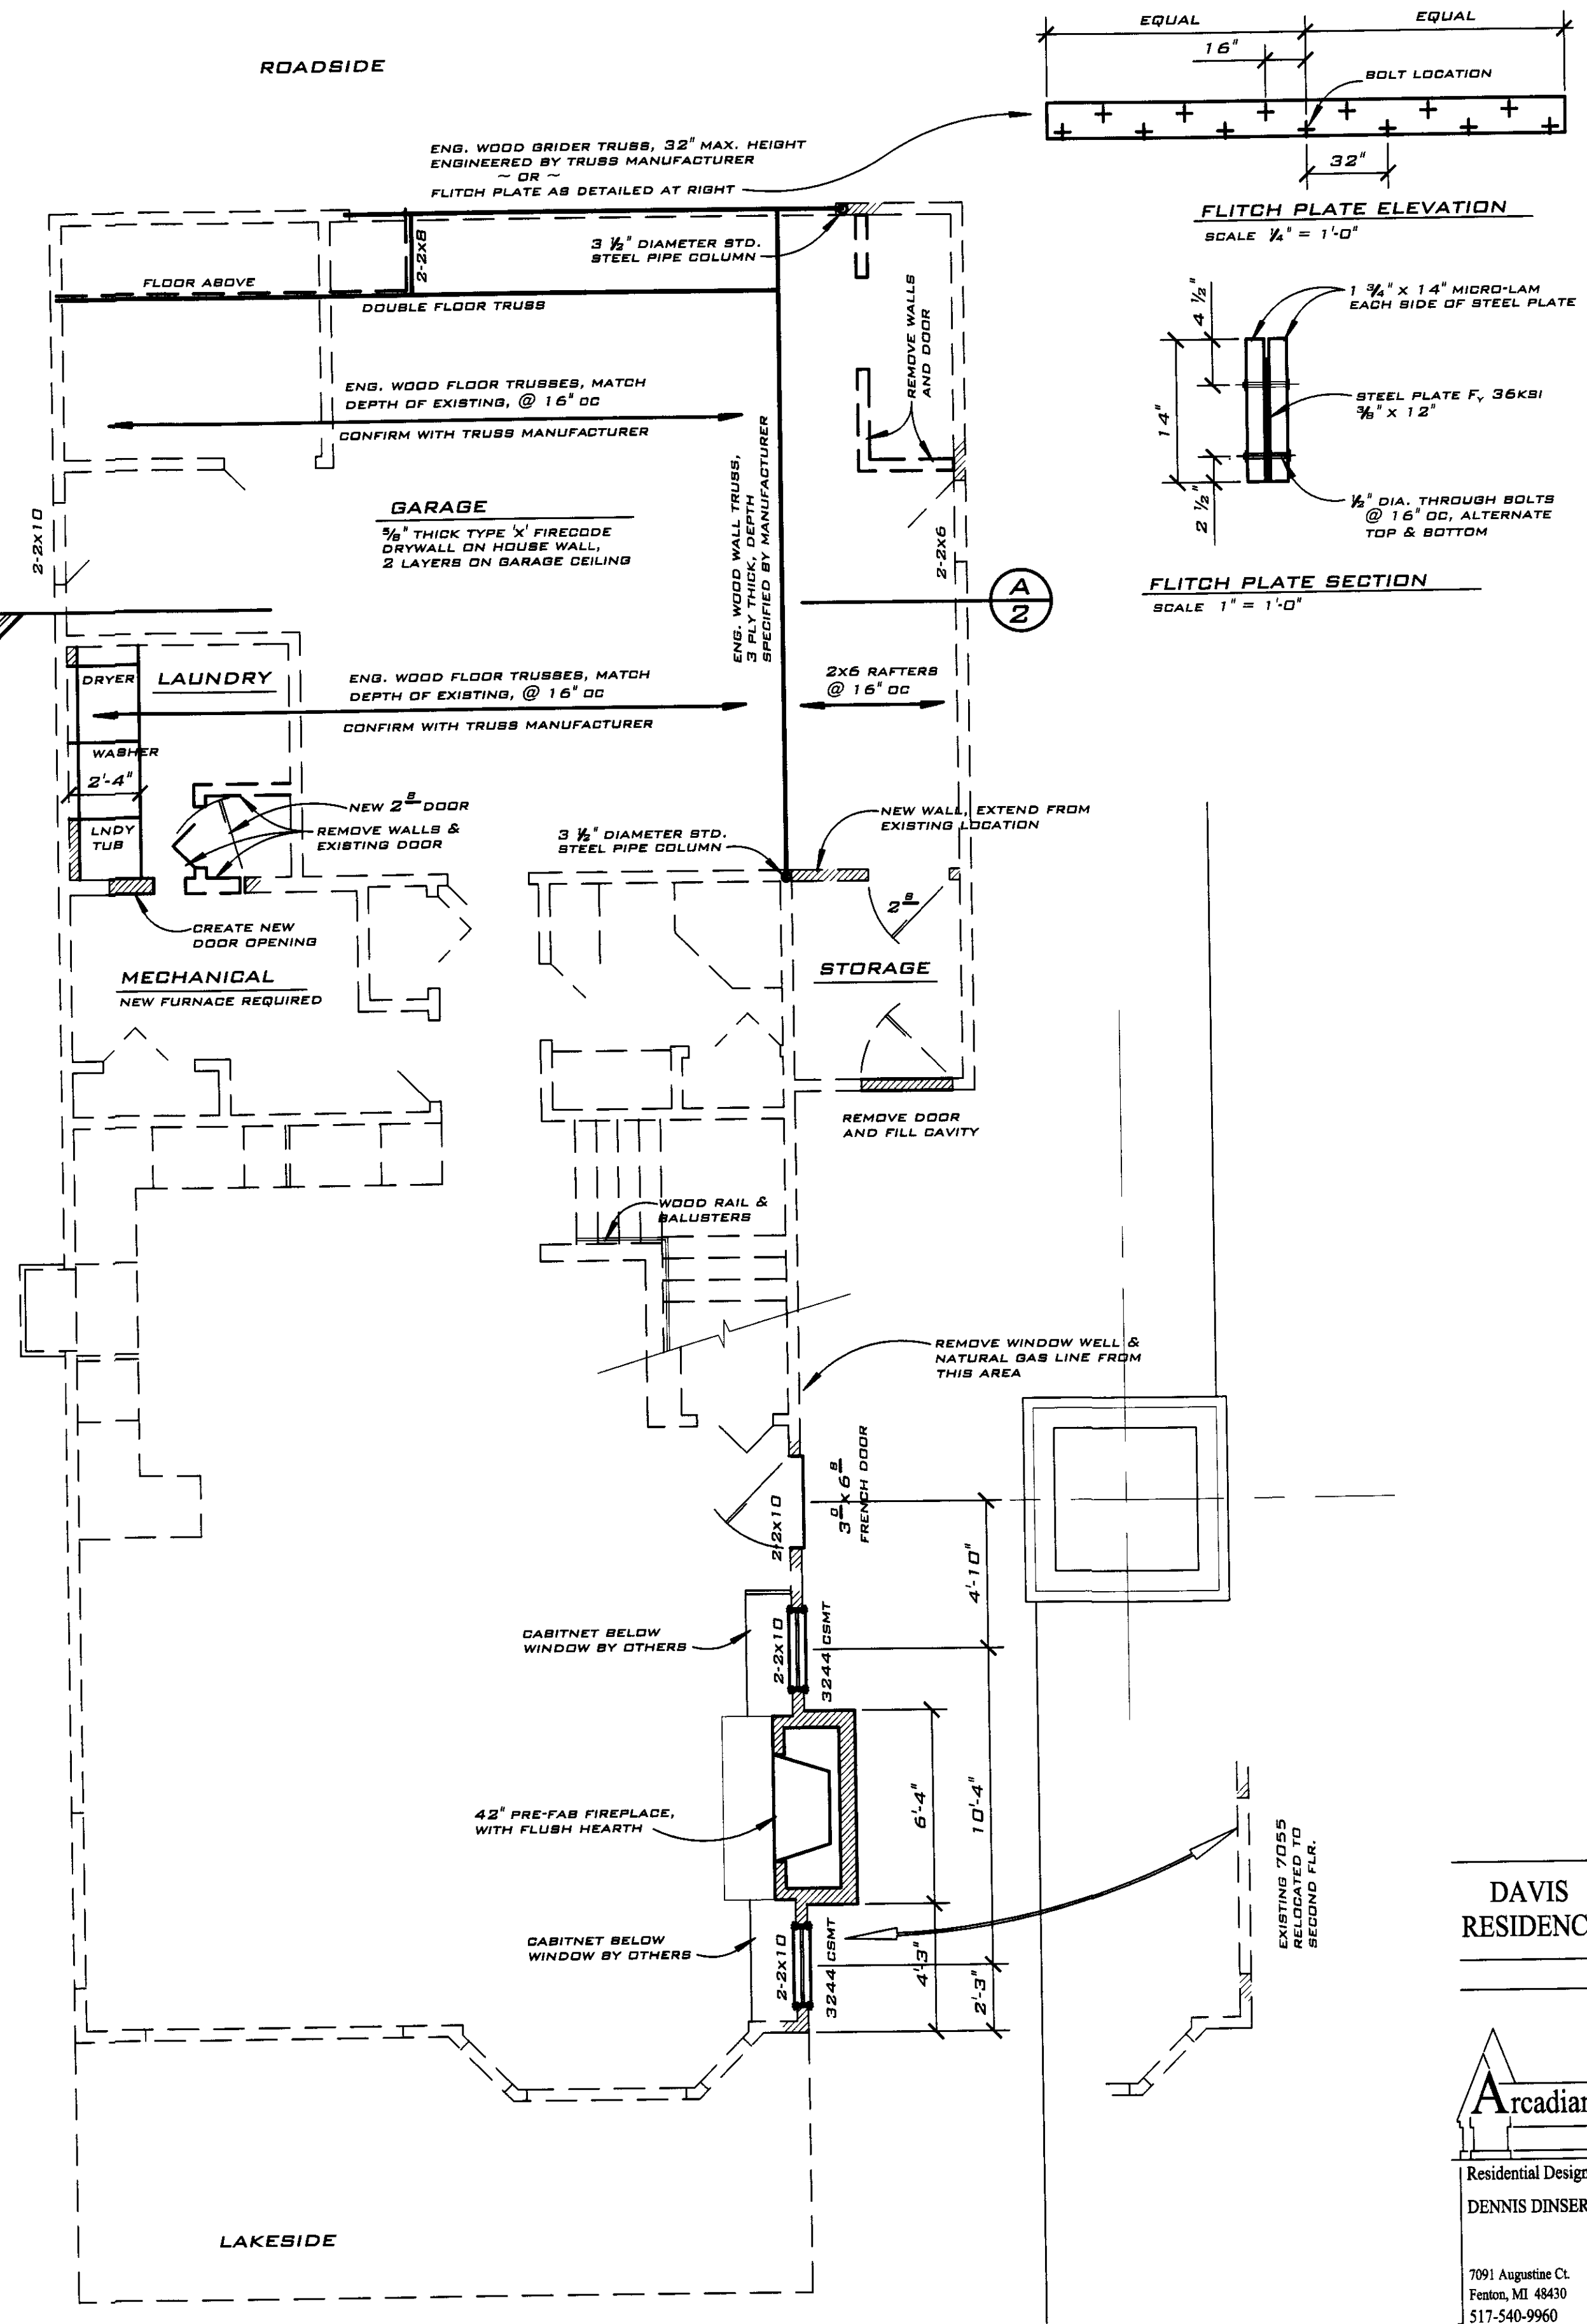 ROADSIDE
EQUAL
EQUAL
16"
BOLT LOCATION
32"
ENG. WOOD GRIDER TRUSS, 32" MAX. HEIGHT
ENGINEERED BY TRUSS MANUFACTURER
~ OR ~
FLITCH PLATE AS DETAILED AT RIGHT
FLITCH PLATE ELEVATION
SCALE 1/4" = 1'-0"
3 1/2" DIAMETER STD.
STEEL PIPE COLUMN
2-2x8
FLOOR ABOVE
DOUBLE FLOOR TRUSS
REMOVE WALLS
AND DOOR
4 1/2"
1 3/4" X 14" MICRO-LAM
EACH SIDE OF STEEL PLATE
14"
STEEL PLATE Fy 36KSI
3/8" X 12"
2 1/2"
1/2" DIA. THROUGH BOLTS
@ 16" OC, ALTERNATE
TOP & BOTTOM
FLITCH PLATE SECTION
SCALE 1" = 1'-0"
ENG. WOOD FLOOR TRUSSES, MATCH
DEPTH OF EXISTING, @ 16" OC
CONFIRM WITH TRUSS MANUFACTURER
2-2x10
GARAGE
5/8" THICK TYPE 'X' FIRECODE
DRYWALL ON HOUSE WALL,
2 LAYERS ON GARAGE CEILING
ENG. WOOD WALL TRUSS,
3 PLY THICK, DEPTH
SPECIFIED BY MANUFACTURER
2-2x6
A
2
DRYER
LAUNDRY
ENG. WOOD FLOOR TRUSSES, MATCH
DEPTH OF EXISTING, @ 16" OC
CONFIRM WITH TRUSS MANUFACTURER
2X6 RAFTERS
@ 16" OC
WASHER
2'-4"
LNDY
TUB
NEW 2 8 DOOR
REMOVE WALLS &
EXISTING DOOR
3 1/2" DIAMETER STD.
STEEL PIPE COLUMN
NEW WALL, EXTEND FROM
EXISTING LOCATION
2 8
CREATE NEW
DOOR OPENING
MECHANICAL
NEW FURNACE REQUIRED
STORAGE
REMOVE DOOR
AND FILL CAVITY
WOOD RAIL &
BALUSTERS
REMOVE WINDOW WELL &
NATURAL GAS LINE FROM
THIS AREA
2-2x10
3 0 X 6 8
FRENCH DOOR
4'-10"
CABITNET BELOW
WINDOW BY OTHERS
2-2x10
3244 CSMT
42" PRE-FAB FIREPLACE,
WITH FLUSH HEARTH
6'-4"
10'-4"
EXISTING 7055
RELOCATED TO
SECOND FLR.
CABITNET BELOW
WINDOW BY OTHERS
2-2x10
3244 CSMT
4'-3"
2'-3"
LAKESIDE
DAVIS
RESIDENC
Arcadian
Residential Design
DENNIS DINSER
7091 Augustine Ct.
Fenton, MI 48430
517-540-9960